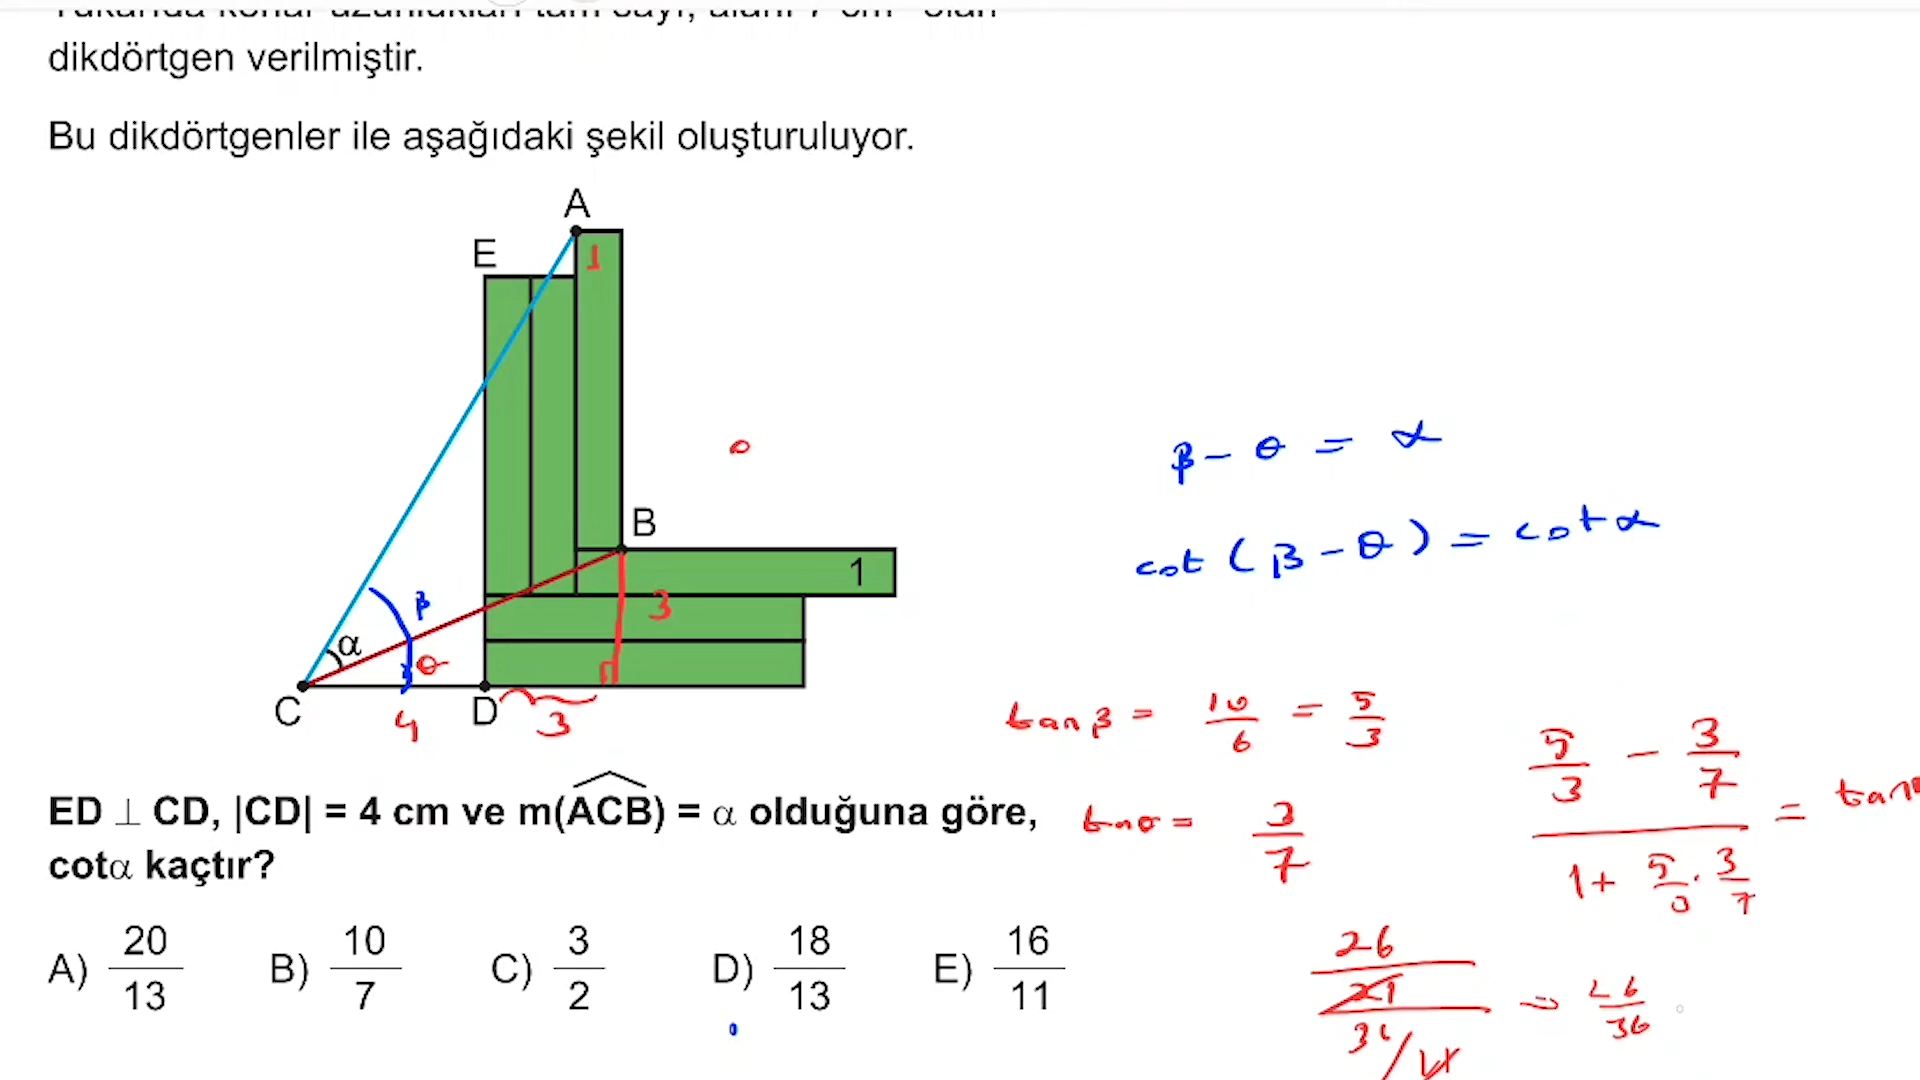 dikdörtgen verilmiştir.
Bu dikdörtgenler ile aşağıdaki şekil oluşturuluyor.
A
E
1
B
1
3
β
α
θ
C
D
4
3
β - θ = α
cot (β - θ) = cot α
tan β = 10/6 = 5/3
tan θ = 3/7
5/3 - 3/7
= tan
1 + 5/3 · 3/7
26/21
36/21
= 26/36
ED ⊥ CD, |CD| = 4 cm ve m(ACB) = α olduğuna göre,
cotα kaçtır?
A) 20/13 B) 10/7 C) 3/2 D) 18/13 E) 16/11